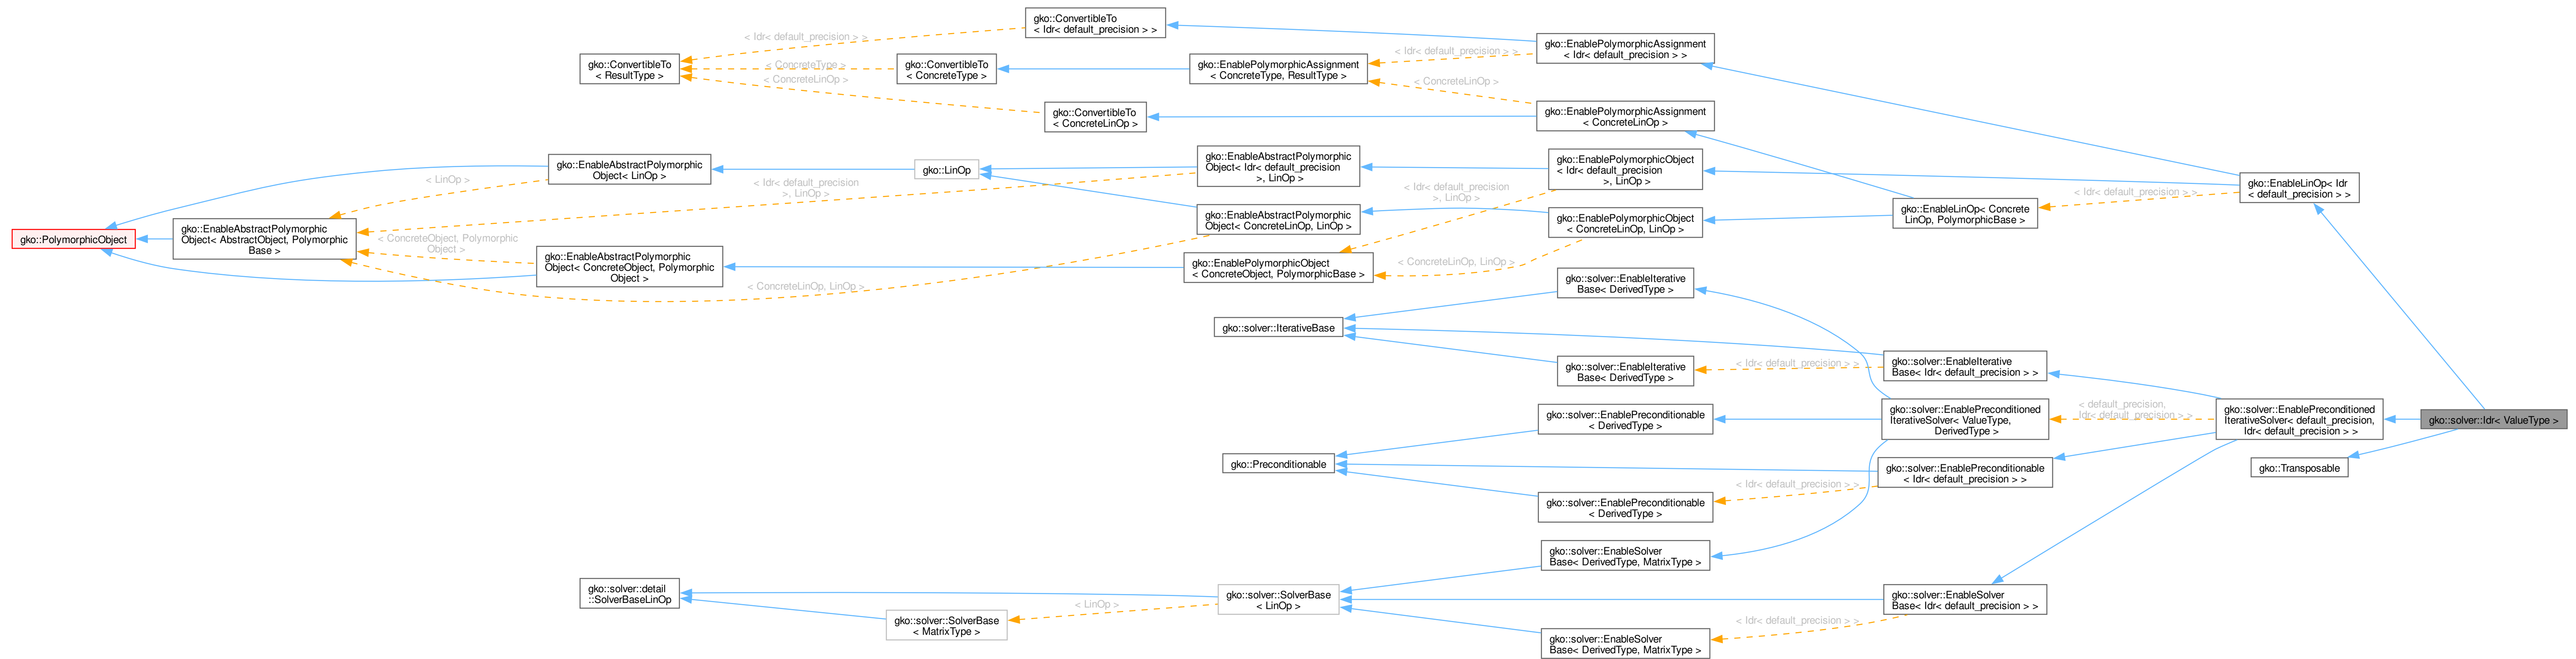 gko::ConvertibleTo
< Idr< default_precision > >
< Idr< default_precision > >
gko::EnablePolymorphicAssignment
< Idr< default_precision > >
< Idr< default_precision > >
gko::ConvertibleTo
< ResultType >
< ConcreteType >
< ConcreteLinOp >
gko::ConvertibleTo
< ConcreteType >
gko::EnablePolymorphicAssignment
< ConcreteType, ResultType >
< ConcreteLinOp >
gko::ConvertibleTo
< ConcreteLinOp >
gko::EnablePolymorphicAssignment
< ConcreteLinOp >
gko::EnableAbstractPolymorphic
Object< LinOp >
gko::LinOp
gko::EnableAbstractPolymorphic
Object< Idr< default_precision
>, LinOp >
gko::EnablePolymorphicObject
< Idr< default_precision
>, LinOp >
< LinOp >
< Idr< default_precision
>, LinOp >
< Idr< default_precision
>, LinOp >
gko::EnableLinOp< Idr
< default_precision > >
< Idr< default_precision > >
gko::EnableLinOp< Concrete
LinOp, PolymorphicBase >
gko::EnableAbstractPolymorphic
Object< ConcreteLinOp, LinOp >
gko::EnablePolymorphicObject
< ConcreteLinOp, LinOp >
gko::PolymorphicObject
gko::EnableAbstractPolymorphic
Object< AbstractObject, Polymorphic
Base >
< ConcreteObject, Polymorphic
Object >
gko::EnableAbstractPolymorphic
Object< ConcreteObject, Polymorphic
Object >
gko::EnablePolymorphicObject
< ConcreteObject, PolymorphicBase >
< ConcreteLinOp, LinOp >
< ConcreteLinOp, LinOp >
gko::solver::EnableIterative
Base< DerivedType >
gko::solver::IterativeBase
gko::solver::EnableIterative
Base< DerivedType >
< Idr< default_precision > >
gko::solver::EnableIterative
Base< Idr< default_precision > >
gko::solver::EnablePreconditionable
< DerivedType >
gko::solver::EnablePreconditioned
IterativeSolver< ValueType,
DerivedType >
< default_precision,
Idr< default_precision > >
gko::solver::EnablePreconditioned
IterativeSolver< default_precision,
Idr< default_precision > >
gko::solver::Idr< ValueType >
gko::Preconditionable
gko::solver::EnablePreconditionable
< Idr< default_precision > >
gko::Transposable
< Idr< default_precision > >
gko::solver::EnablePreconditionable
< DerivedType >
gko::solver::EnableSolver
Base< DerivedType, MatrixType >
gko::solver::detail
::SolverBaseLinOp
gko::solver::SolverBase
< MatrixType >
< LinOp >
gko::solver::SolverBase
< LinOp >
gko::solver::EnableSolver
Base< Idr< default_precision > >
< Idr< default_precision > >
gko::solver::EnableSolver
Base< DerivedType, MatrixType >